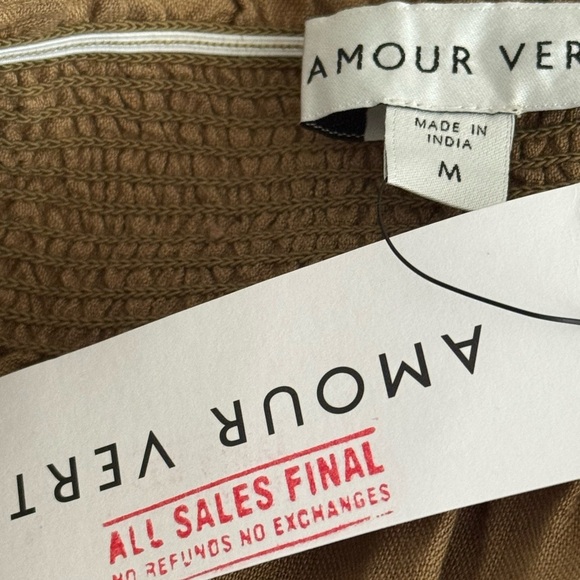 AMOUR VER
MADE IN
INDIA
M
AMOUR VERT
ALL SALES FINAL
NO REFUNDS NO EXCHANGES